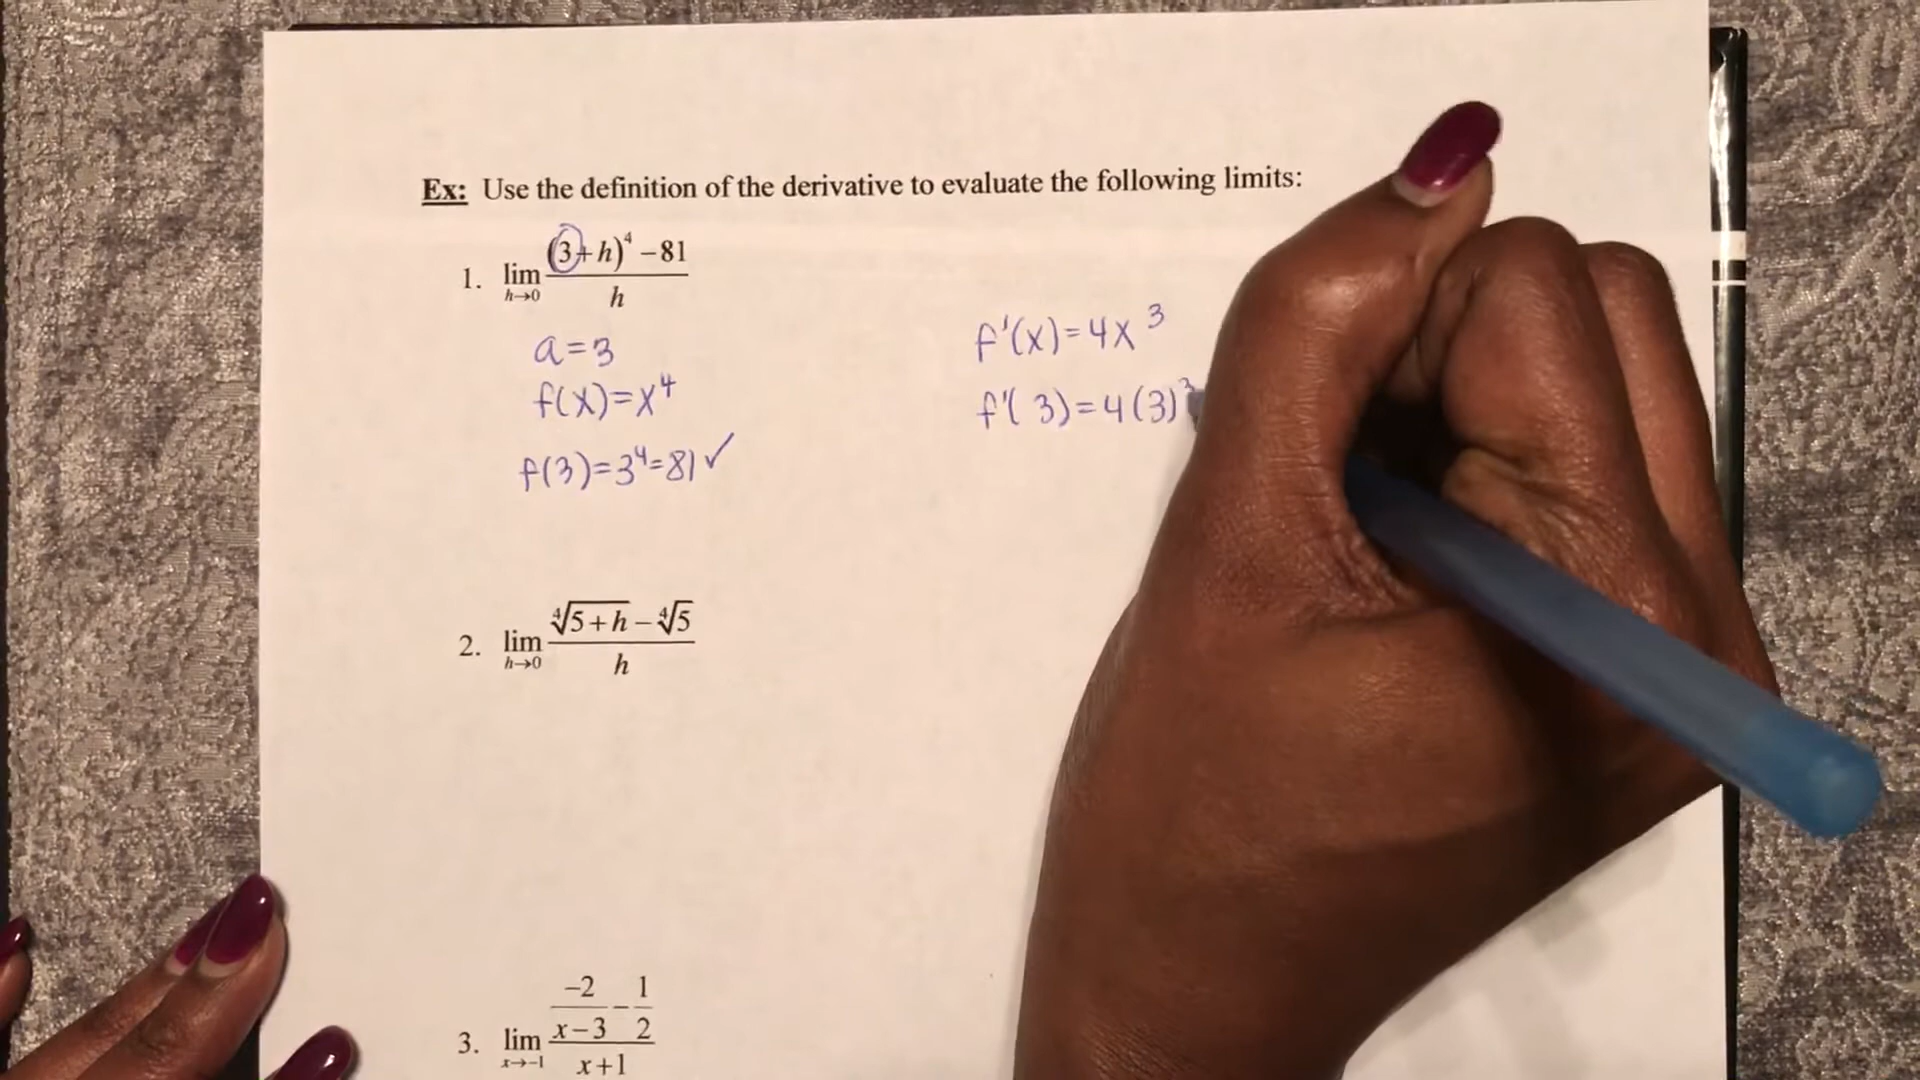 Ex: Use the definition of the derivative to evaluate the following limits:
1. lim h→0 (3+h)⁴ − 81 / h
a=3
f(x)=x⁴
f(3)=3⁴=81✓
f'(x)=4x³
f'(3)=4(3)³
2. lim h→0 ∜(5+h) − ∜5 / h
3. lim x→−1 −2/(x−3) − 1/2 / x+1